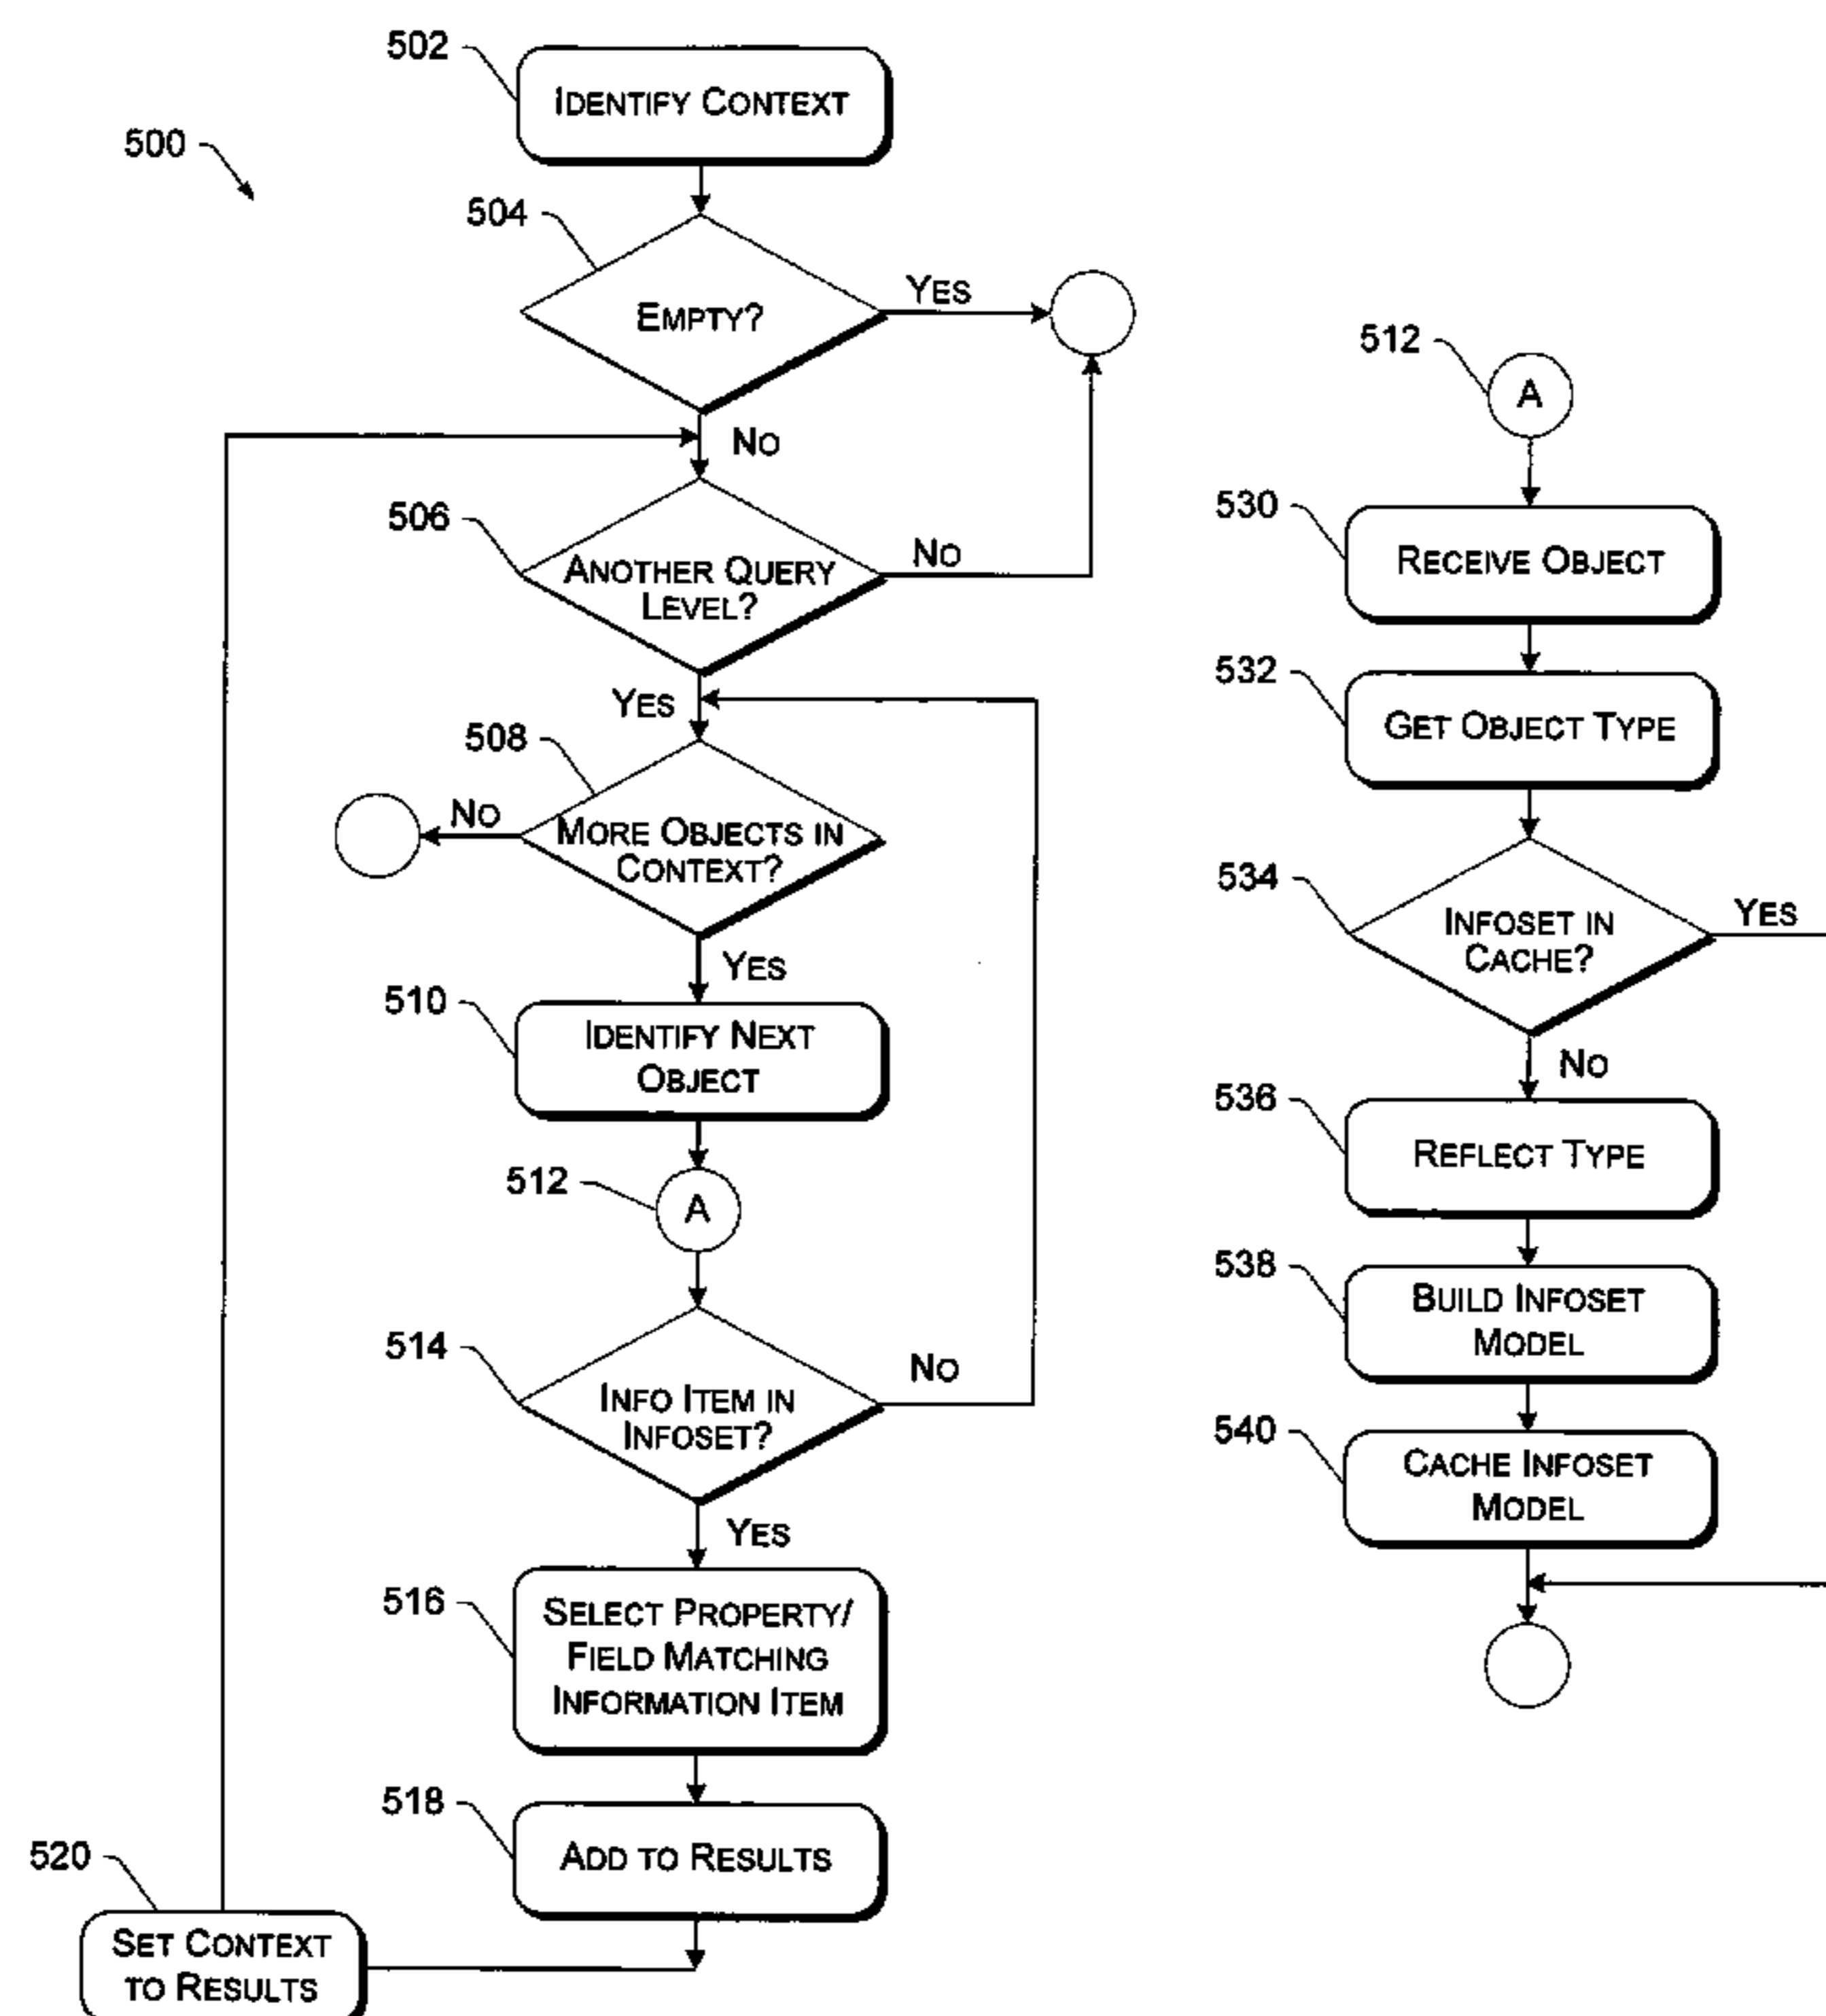 500
502
IDENTIFY CONTEXT
504
EMPTY?
YES
NO
506
ANOTHER QUERY
LEVEL?
NO
YES
508
MORE OBJECTS IN
CONTEXT?
NO
YES
510
IDENTIFY NEXT
OBJECT
512
A
514
INFO ITEM IN
INFOSET?
NO
YES
516
SELECT PROPERTY/
FIELD MATCHING
INFORMATION ITEM
518
ADD TO RESULTS
520
SET CONTEXT
TO RESULTS
512
A
530
RECEIVE OBJECT
532
GET OBJECT TYPE
534
INFOSET IN
CACHE?
YES
NO
536
REFLECT TYPE
538
BUILD INFOSET
MODEL
540
CACHE INFOSET
MODEL